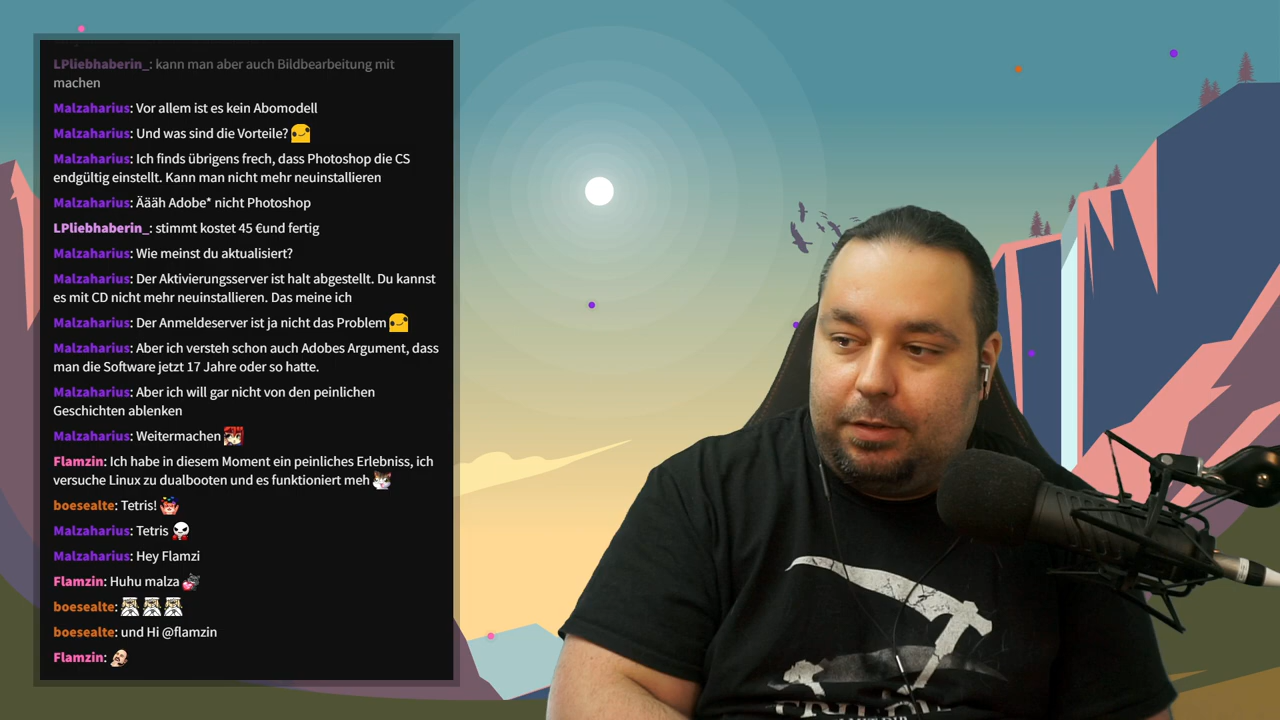 LPliebhaberin_: kann man aber auch Bildbearbeitung mit
machen
Malzaharius: Vor allem ist es kein Abomodell
Malzaharius: Und was sind die Vorteile?
Malzaharius: Ich finds übrigens frech, dass Photoshop die CS
endgültig einstellt. Kann man nicht mehr neuinstallieren
Malzaharius: Äääh Adobe* nicht Photoshop
LPliebhaberin_: stimmt kostet 45 €und fertig
Malzaharius: Wie meinst du aktualisiert?
Malzaharius: Der Aktivierungsserver ist halt abgestellt. Du kannst
es mit CD nicht mehr neuinstallieren. Das meine ich
Malzaharius: Der Anmeldeserver ist ja nicht das Problem
Malzaharius: Aber ich versteh schon auch Adobes Argument, dass
man die Software jetzt 17 Jahre oder so hatte.
Malzaharius: Aber ich will gar nicht von den peinlichen
Geschichten ablenken
Malzaharius: Weitermachen
Flamzin: Ich habe in diesem Moment ein peinliches Erlebniss, ich
versuche Linux zu dualbooten und es funktioniert meh
boesealte: Tetris!
Malzaharius: Tetris
Malzaharius: Hey Flamzi
Flamzin: Huhu malza
boesealte:
boesealte: und Hi @flamzin
Flamzin: